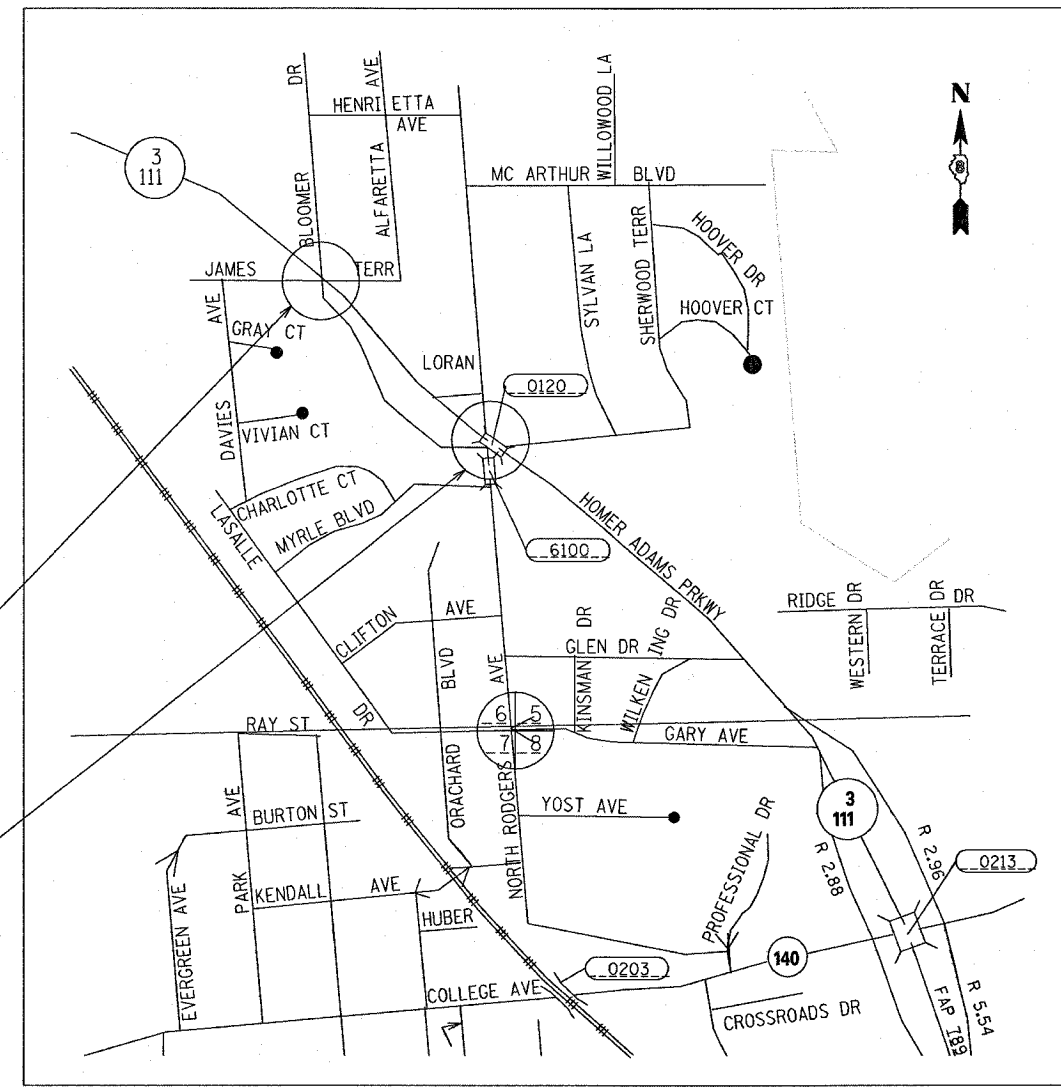 DR
AVE
WILLOWOOD LA
N
HENRI ETTA
AVE
8
3
111
MC ARTHUR BLVD
BLOOMER
ALFARETTA
HOOVER DR
JAMES TERR
AVE
SYLVAN LA
SHERWOOD TERR
HOOVER CT
GRAY CT
LORAN
0120
DAVIES
VIVIAN CT
CHARLOTTE CT
LASALLE
MYRLE BLVD
HOMER ADAMS PRKWY
6100
RIDGE DR
WESTERN DR
TERRACE DR
CLIFTON AVE
GLEN DR
KINSMAN DR
WILKEN ING DR
BLVD
AVE
DR
RAY ST
6 5
7 8
GARY AVE
ORACHARD
NORTH RODGERS
YOST AVE
3
111
AVE
BURTON ST
PROFESSIONAL DR
R 2.88
R 2.96
0213
PARK
KENDALL AVE
HUBER
EVERGREEN AVE
140
0203
COLLEGE AVE
CROSSROADS DR
FAP 789
R 5.54